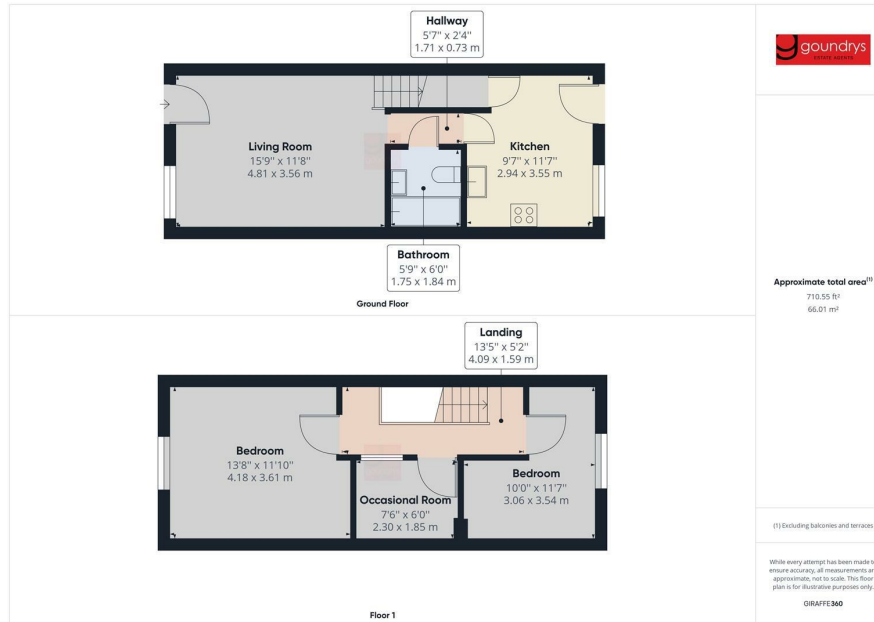 Hallway
5'7" x 2'4"
1.71 x 0.73 m
Living Room
15'9" x 11'8"
4.81 x 3.56 m
Kitchen
9'7" x 11'7"
2.94 x 3.55 m
Bathroom
5'9" x 6'0"
1.75 x 1.84 m
Ground Floor
Landing
13'5" x 5'2"
4.09 x 1.59 m
Bedroom
13'8" x 11'10"
4.18 x 3.61 m
Occasional Room
7'6" x 6'0"
2.30 x 1.85 m
Bedroom
10'0" x 11'7"
3.06 x 3.54 m
Floor 1
goundrys
ESTATE AGENTS
Approximate total area(1)
710.55 ft²
66.01 m²
(1) Excluding balconies and terraces
While every attempt has been made to
ensure accuracy, all measurements are
approximate, not to scale. This floor
plan is for illustrative purposes only.
GIRAFFE360